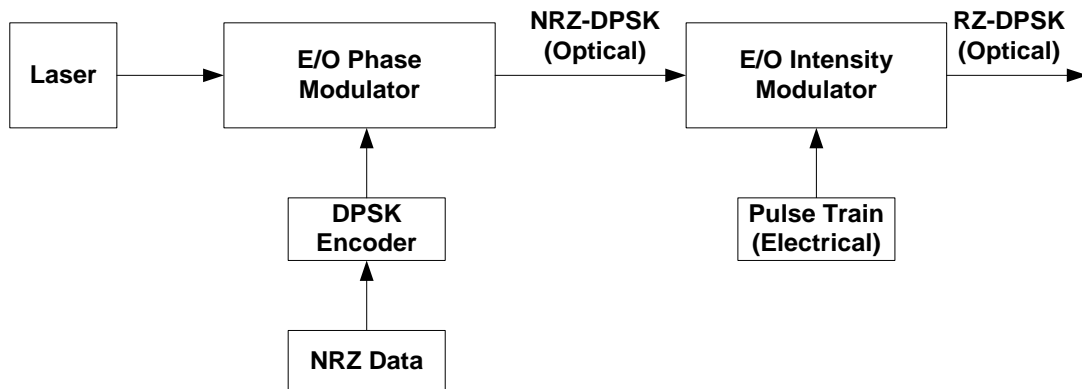 Laser
E/O Phase
Modulator
NRZ-DPSK
(Optical)
E/O Intensity
Modulator
RZ-DPSK
(Optical)
DPSK
Encoder
Pulse Train
(Electrical)
NRZ Data